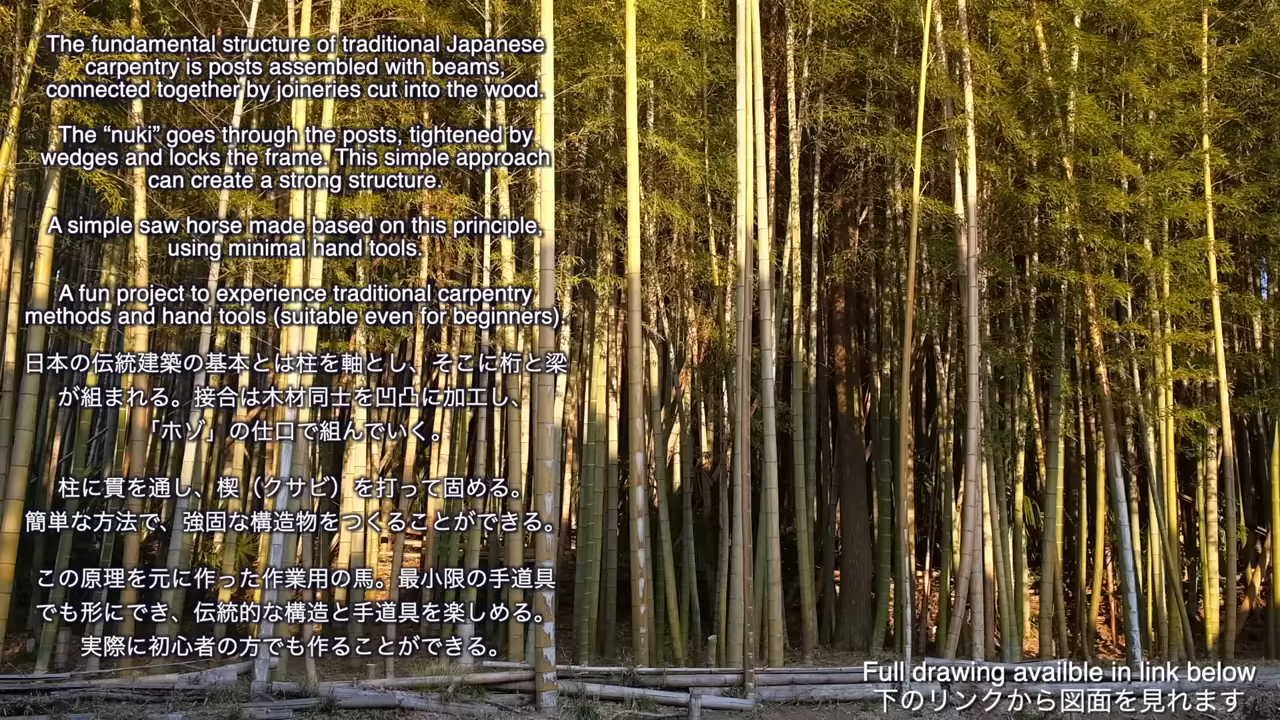 The fundamental structure of traditional Japanese
carpentry is posts assembled with beams,
connected together by joineries cut into the wood.
The “nuki” goes through the posts, tightened by
wedges and locks the frame. This simple approach
can create a strong structure.
A simple saw horse made based on this principle,
using minimal hand tools.
A fun project to experience traditional carpentry
methods and hand tools (suitable even for beginners).
日本の伝統建築の基本とは柱を軸とし、そこに桁と梁
が組まれる。接合は木材同士を凹凸に加工し、
「ホゾ」の仕口で組んでいく。
柱に貫を通し、楔（クサビ）を打って固める。
簡単な方法で、強固な構造物をつくることができる。
この原理を元に作った作業用の馬。最小限の手道具
でも形にでき、伝統的な構造と手道具を楽しめる。
実際に初心者の方でも作ることができる。
Full drawing availble in link below
下のリンクから図面を見れます